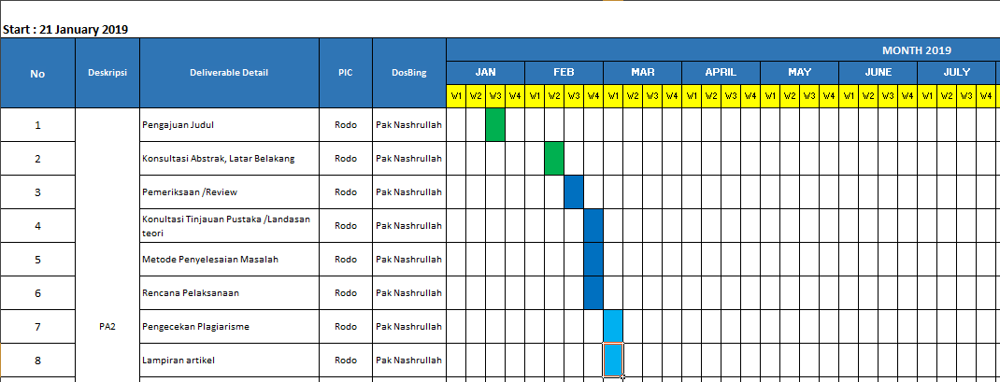 Start : 21 January 2019
No Deskripsi Deliverable Detail PIC DosBing MONTH 2019
JAN FEB MAR APRIL MAY JUNE JULY
W1 W2 W3 W4 W1 W2 W3 W4 W1 W2 W3 W4 W1 W2 W3 W4 W1 W2 W3 W4 W1 W2 W3 W4 W1 W2 W3 W4
1 Pengajuan Judul Rodo Pak Nashrullah
2 Konsultasi Abstrak, Latar Belakang Rodo Pak Nashrullah
3 Pemeriksaan /Review Rodo Pak Nashrullah
4 Konultasi Tinjauan Pustaka /Landasan teori Rodo Pak Nashrullah
5 Metode Penyelesaian Masalah Rodo Pak Nashrullah
6 Rencana Pelaksanaan Rodo Pak Nashrullah
7 PA2 Pengecekan Plagiarisme Rodo Pak Nashrullah
8 Lampiran artikel Rodo Pak Nashrullah